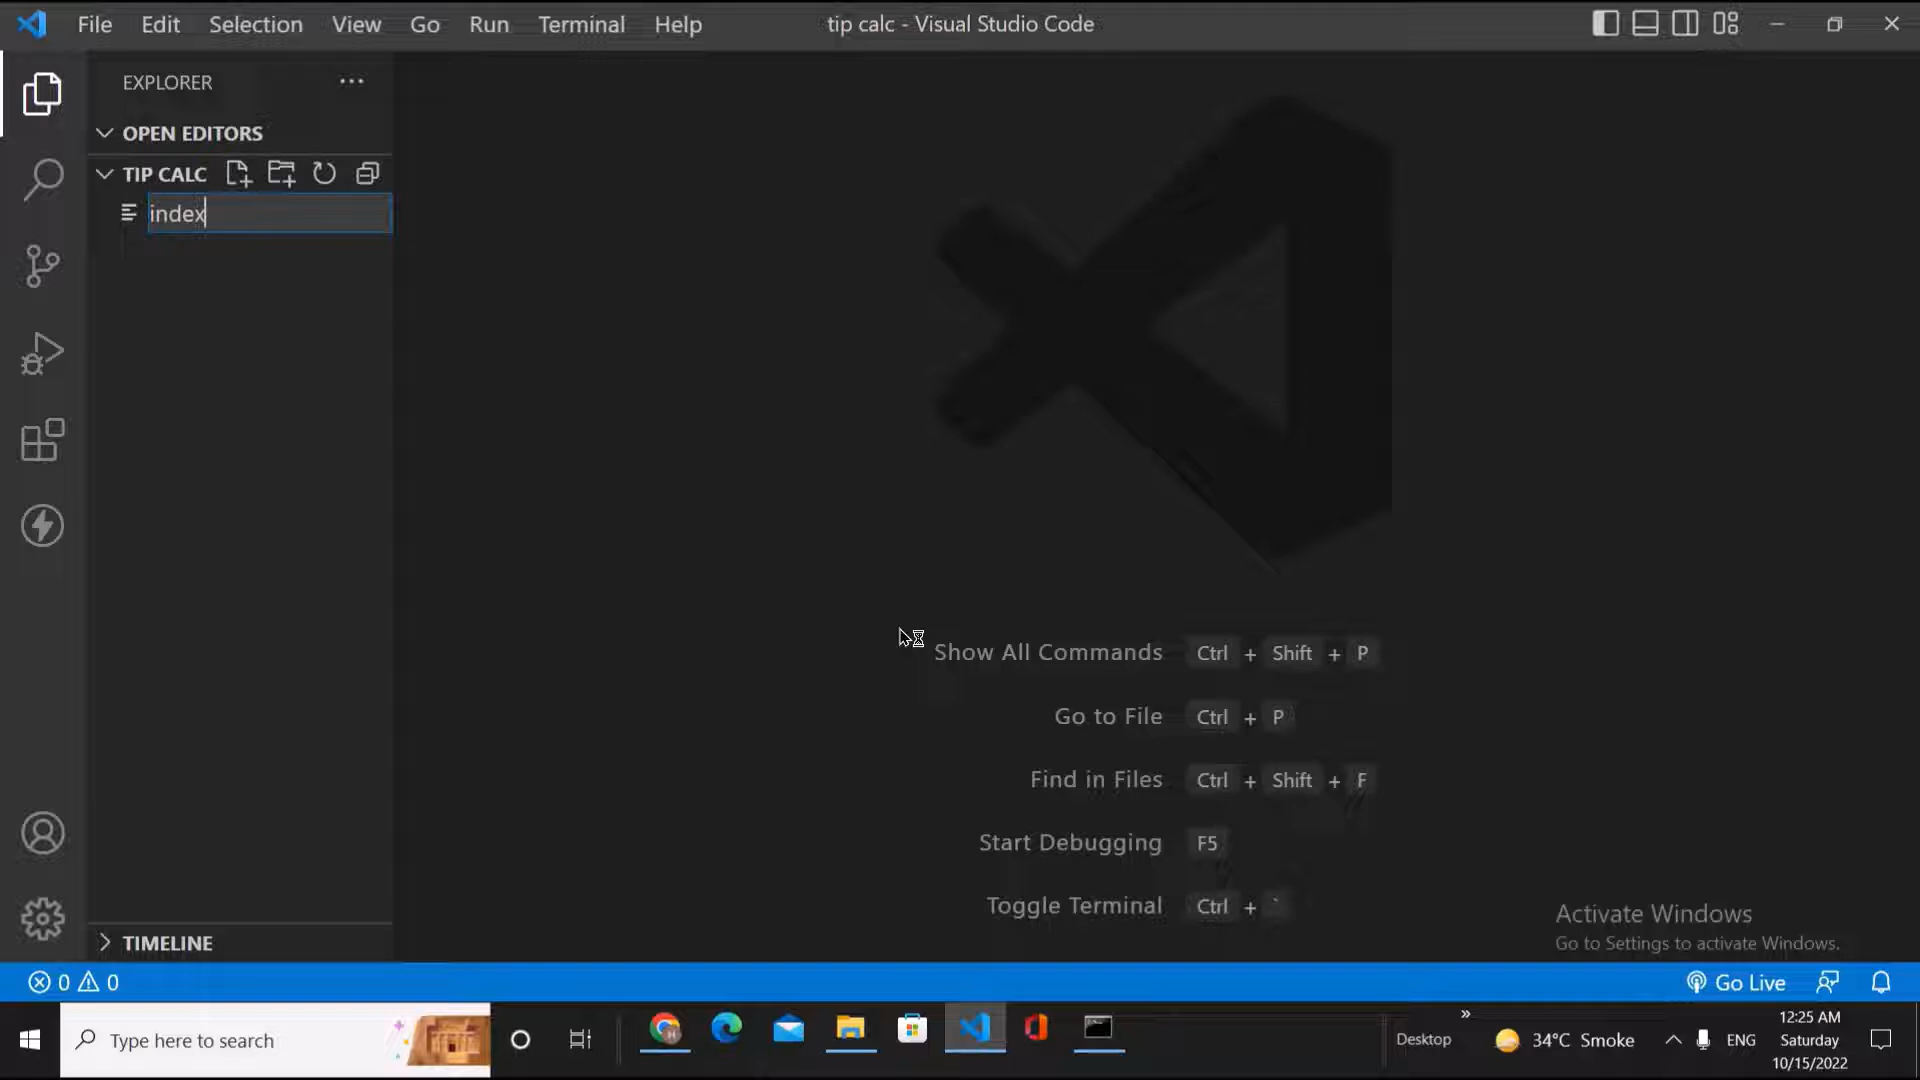 File Edit Selection View Go Run Terminal Help
tip calc - Visual Studio Code
EXPLORER
OPEN EDITORS
TIP CALC
index
Show All Commands Ctrl + Shift + P
Go to File Ctrl + P
Find in Files Ctrl + Shift + F
Start Debugging F5
Toggle Terminal Ctrl + `
Activate Windows
Go to Settings to activate Windows.
TIMELINE
0 0
Go Live
Type here to search
Desktop
»
34°C Smoke
ENG
12:25 AM
Saturday
10/15/2022